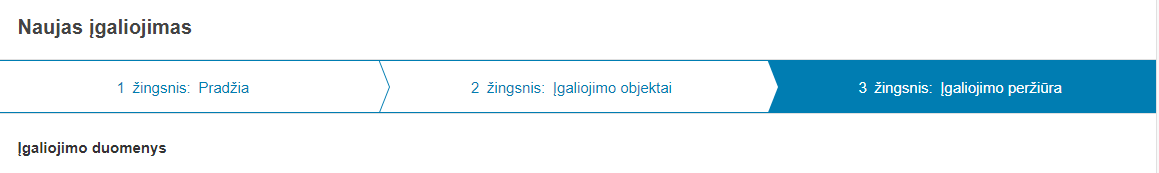 Naujas įgaliojimas
1 žingsnis: Pradžia
2 žingsnis: Įgaliojimo objektai
3 žingsnis: Įgaliojimo peržiūra
Įgaliojimo duomenys